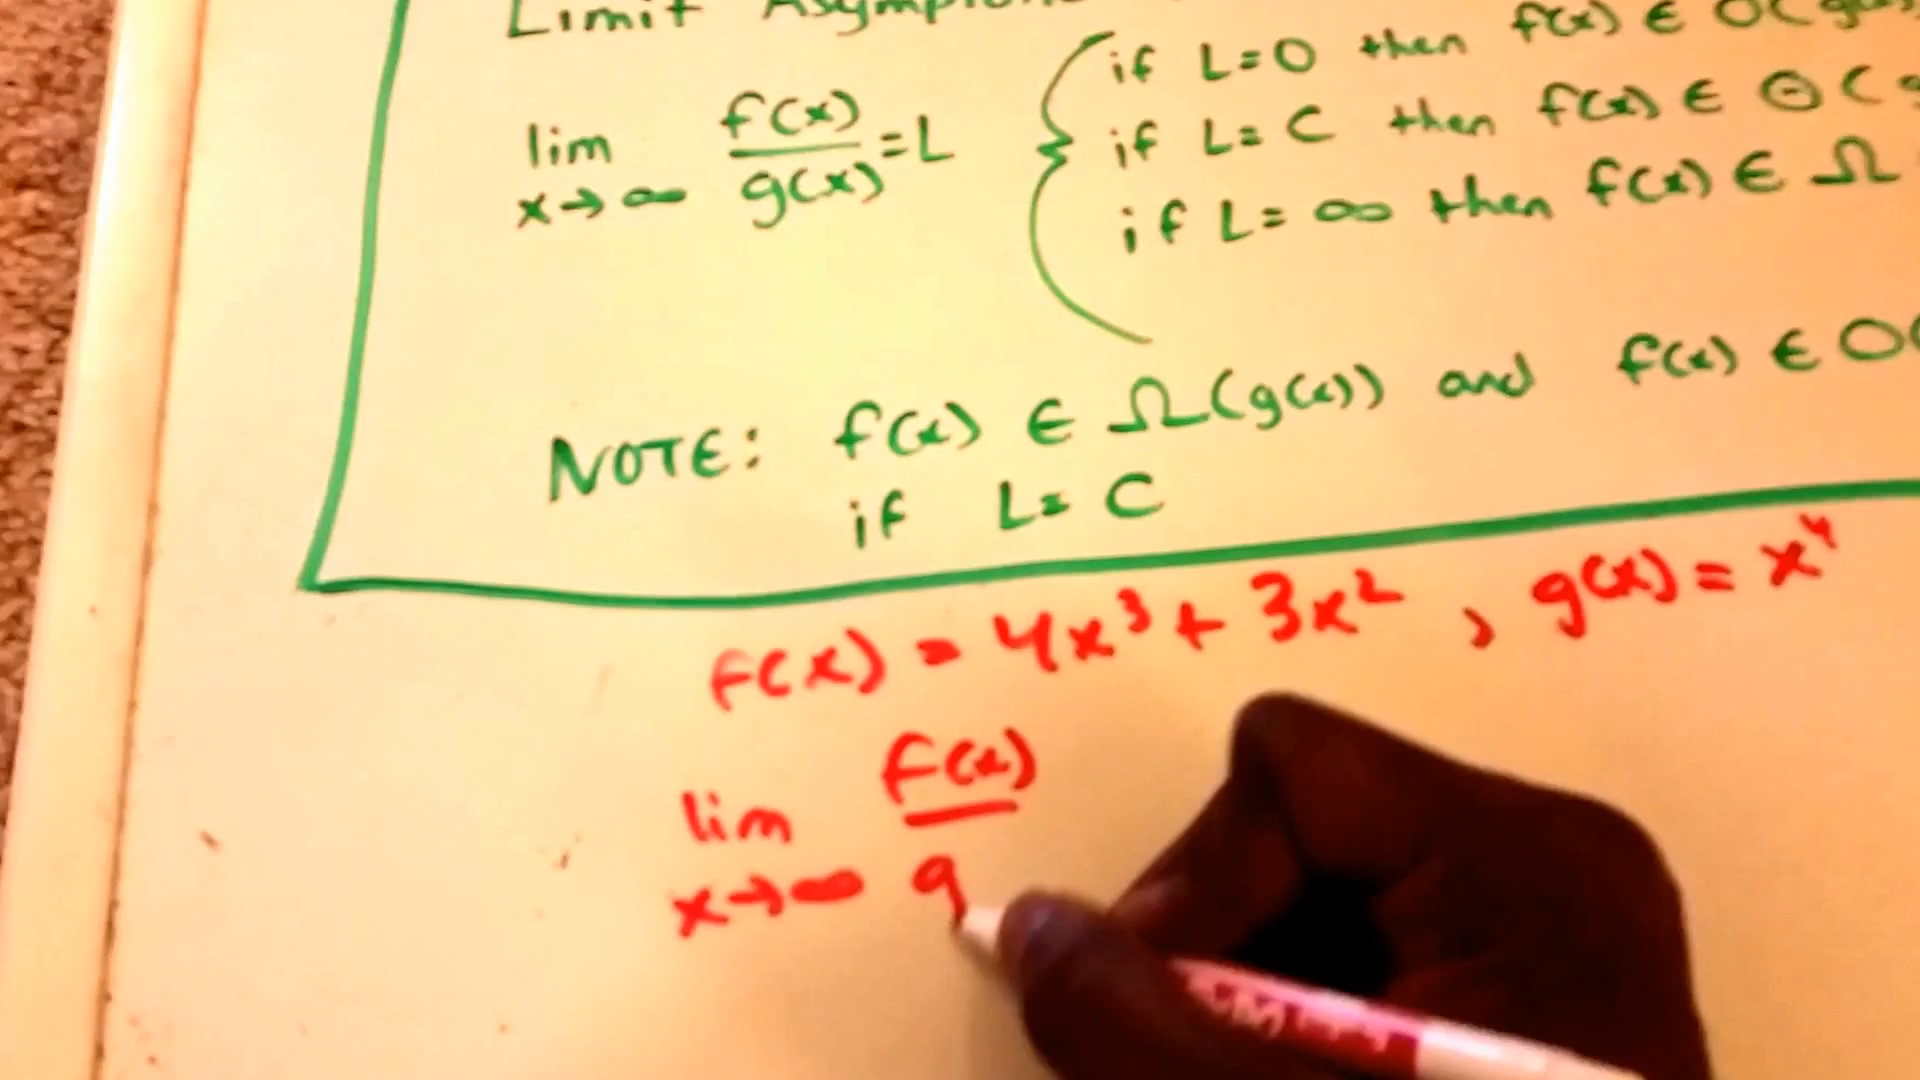 Limit
lim f(x)/g(x) = L
x→∞
if L=0 then f(x) ∈ O(g(x)
if L= C then f(x) ∈ Θ(
if L= ∞ then f(x) ∈ Ω
NOTE: f(x) ∈ Ω(g(x)) and f(x) ∈ O(
if L= C
f(x) = 4x³ + 3x² , g(x) = x⁴
lim f(x)
x→∞ g